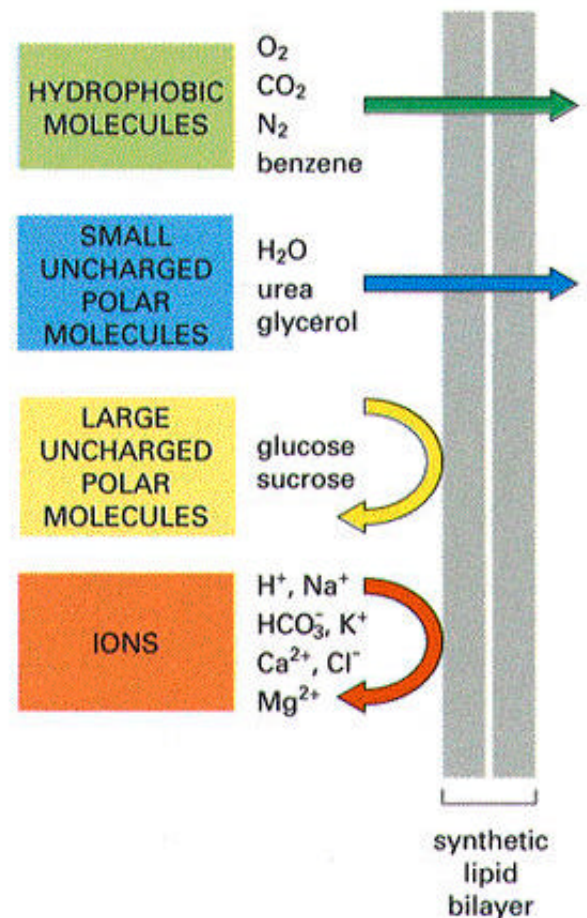 HYDROPHOBIC
MOLECULES
O₂
CO₂
N₂
benzene
SMALL
UNCHARGED
POLAR
MOLECULES
H₂O
urea
glycerol
LARGE
UNCHARGED
POLAR
MOLECULES
glucose
sucrose
IONS
H⁺, Na⁺
HCO₃⁻, K⁺
Ca²⁺, Cl⁻
Mg²⁺
synthetic
lipid
bilayer